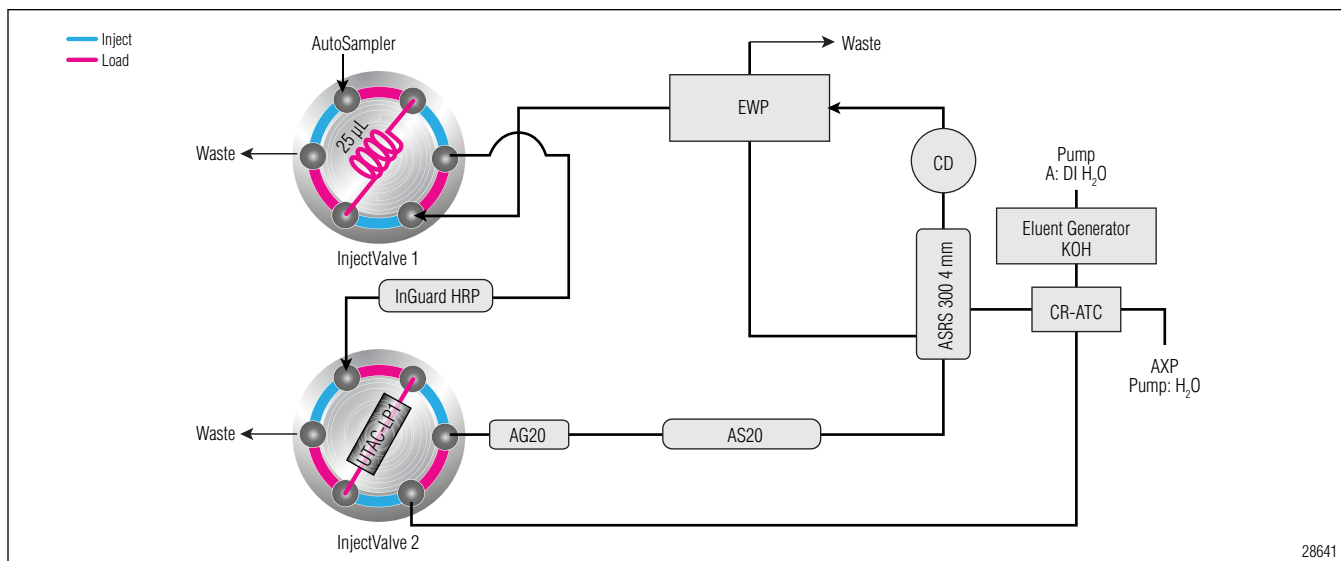 Inject
Load
AutoSampler
Waste
25 µL
Waste
InjectValve 1
EWP
CD
Pump
A: DI H₂O
Eluent Generator
KOH
InGuard HRP
ASRS 300 4 mm
CR-ATC
AXP
Pump: H₂O
UTAC-LP1
Waste
AG20
AS20
InjectValve 2
28641